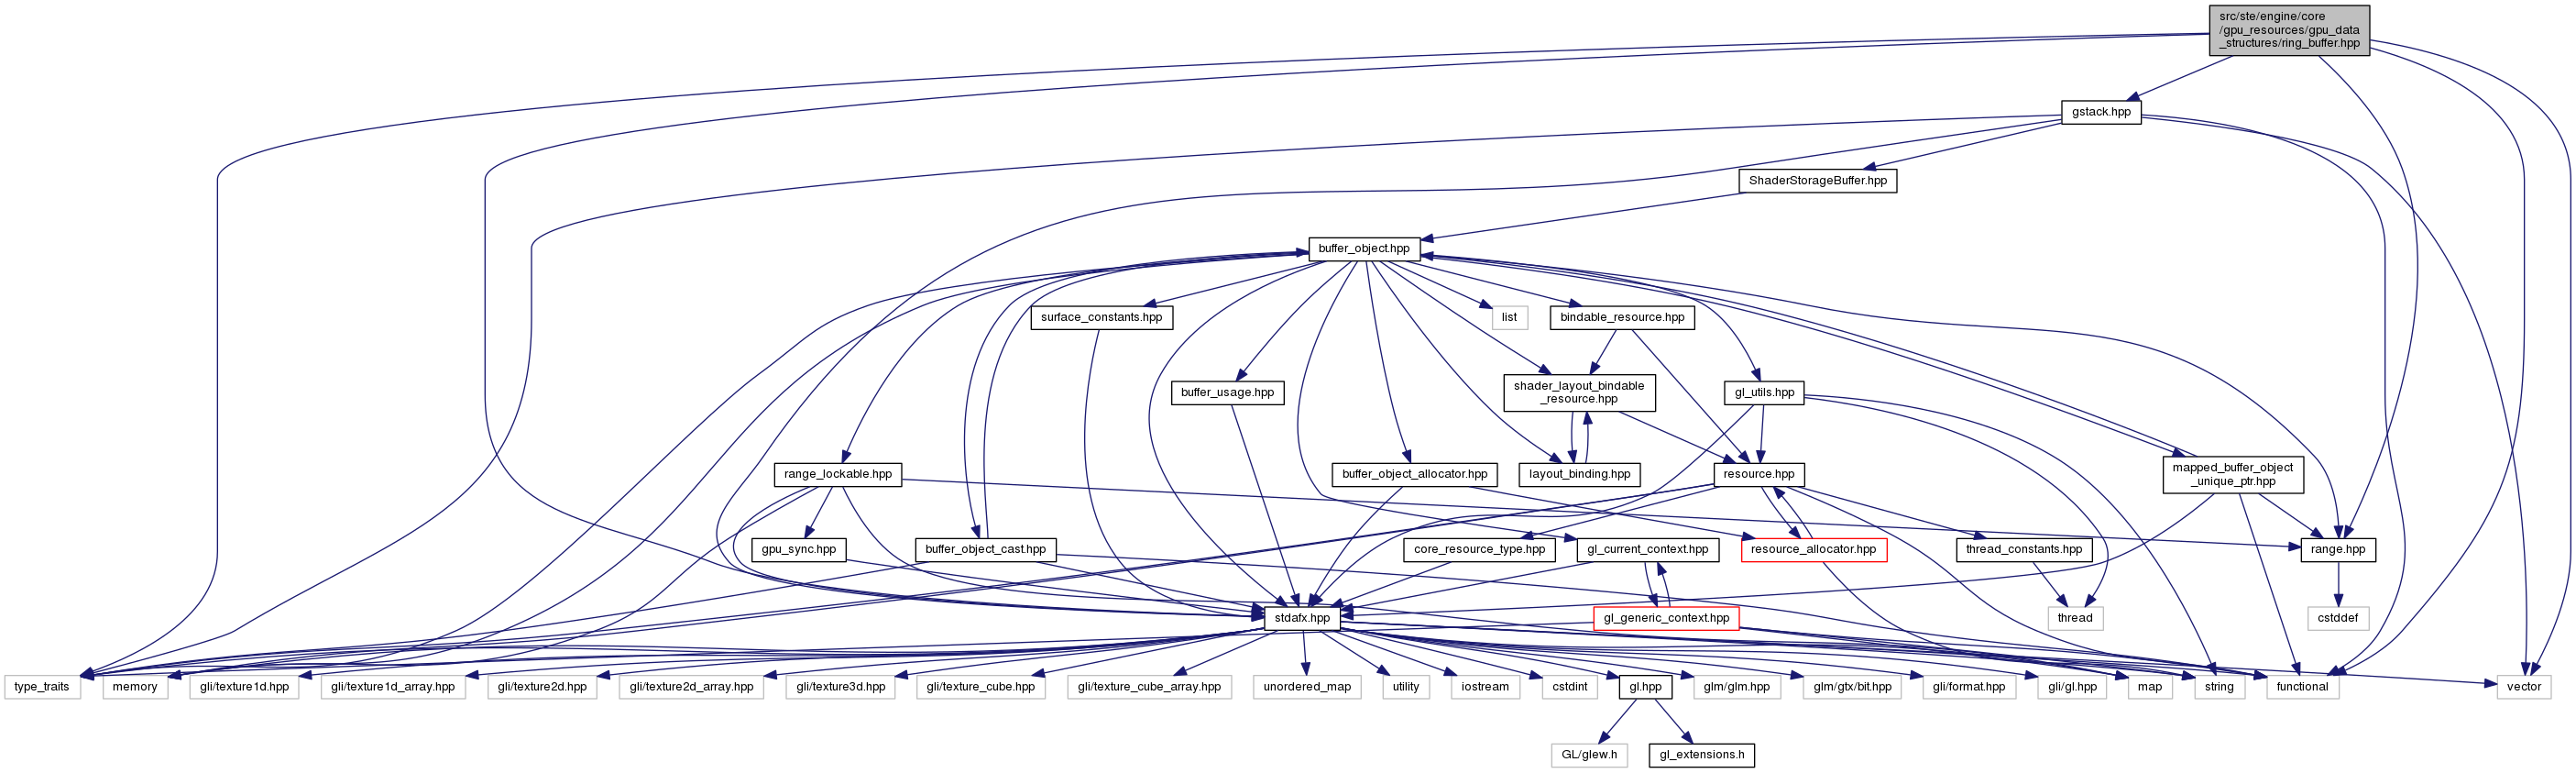 src/ste/engine/core
/gpu_resources/gpu_data
_structures/ring_buffer.hpp
gstack.hpp
ShaderStorageBuffer.hpp
buffer_object.hpp
surface_constants.hpp
list
bindable_resource.hpp
buffer_usage.hpp
shader_layout_bindable
_resource.hpp
gl_utils.hpp
range_lockable.hpp
buffer_object_allocator.hpp
layout_binding.hpp
resource.hpp
mapped_buffer_object
_unique_ptr.hpp
gpu_sync.hpp
buffer_object_cast.hpp
core_resource_type.hpp
gl_current_context.hpp
resource_allocator.hpp
thread_constants.hpp
range.hpp
stdafx.hpp
gl_generic_context.hpp
thread
cstddef
type_traits
memory
gli/texture1d.hpp
gli/texture1d_array.hpp
gli/texture2d.hpp
gli/texture2d_array.hpp
gli/texture3d.hpp
gli/texture_cube.hpp
gli/texture_cube_array.hpp
unordered_map
utility
iostream
cstdint
gl.hpp
glm/glm.hpp
glm/gtx/bit.hpp
gli/format.hpp
gli/gl.hpp
map
string
functional
vector
GL/glew.h
gl_extensions.h